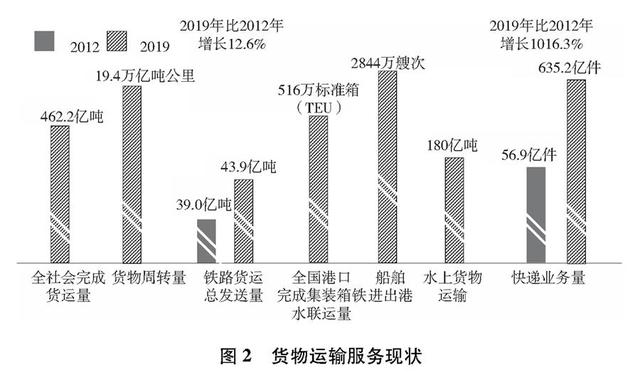 2012
2019
2019年比2012年
增长12.6%
2019年比2012年
增长1016.3%
462.2亿吨
19.4万亿吨公里
39.0亿吨
43.9亿吨
516万标准箱
（TEU）
2844万艘次
180亿吨
56.9亿件
635.2亿件
全社会完成
货运量
货物周转量
铁路货运
总发送量
全国港口
完成集装箱铁
水联运量
船舶
进出港
水上货物
运输
快递业务量
图 2 货物运输服务现状